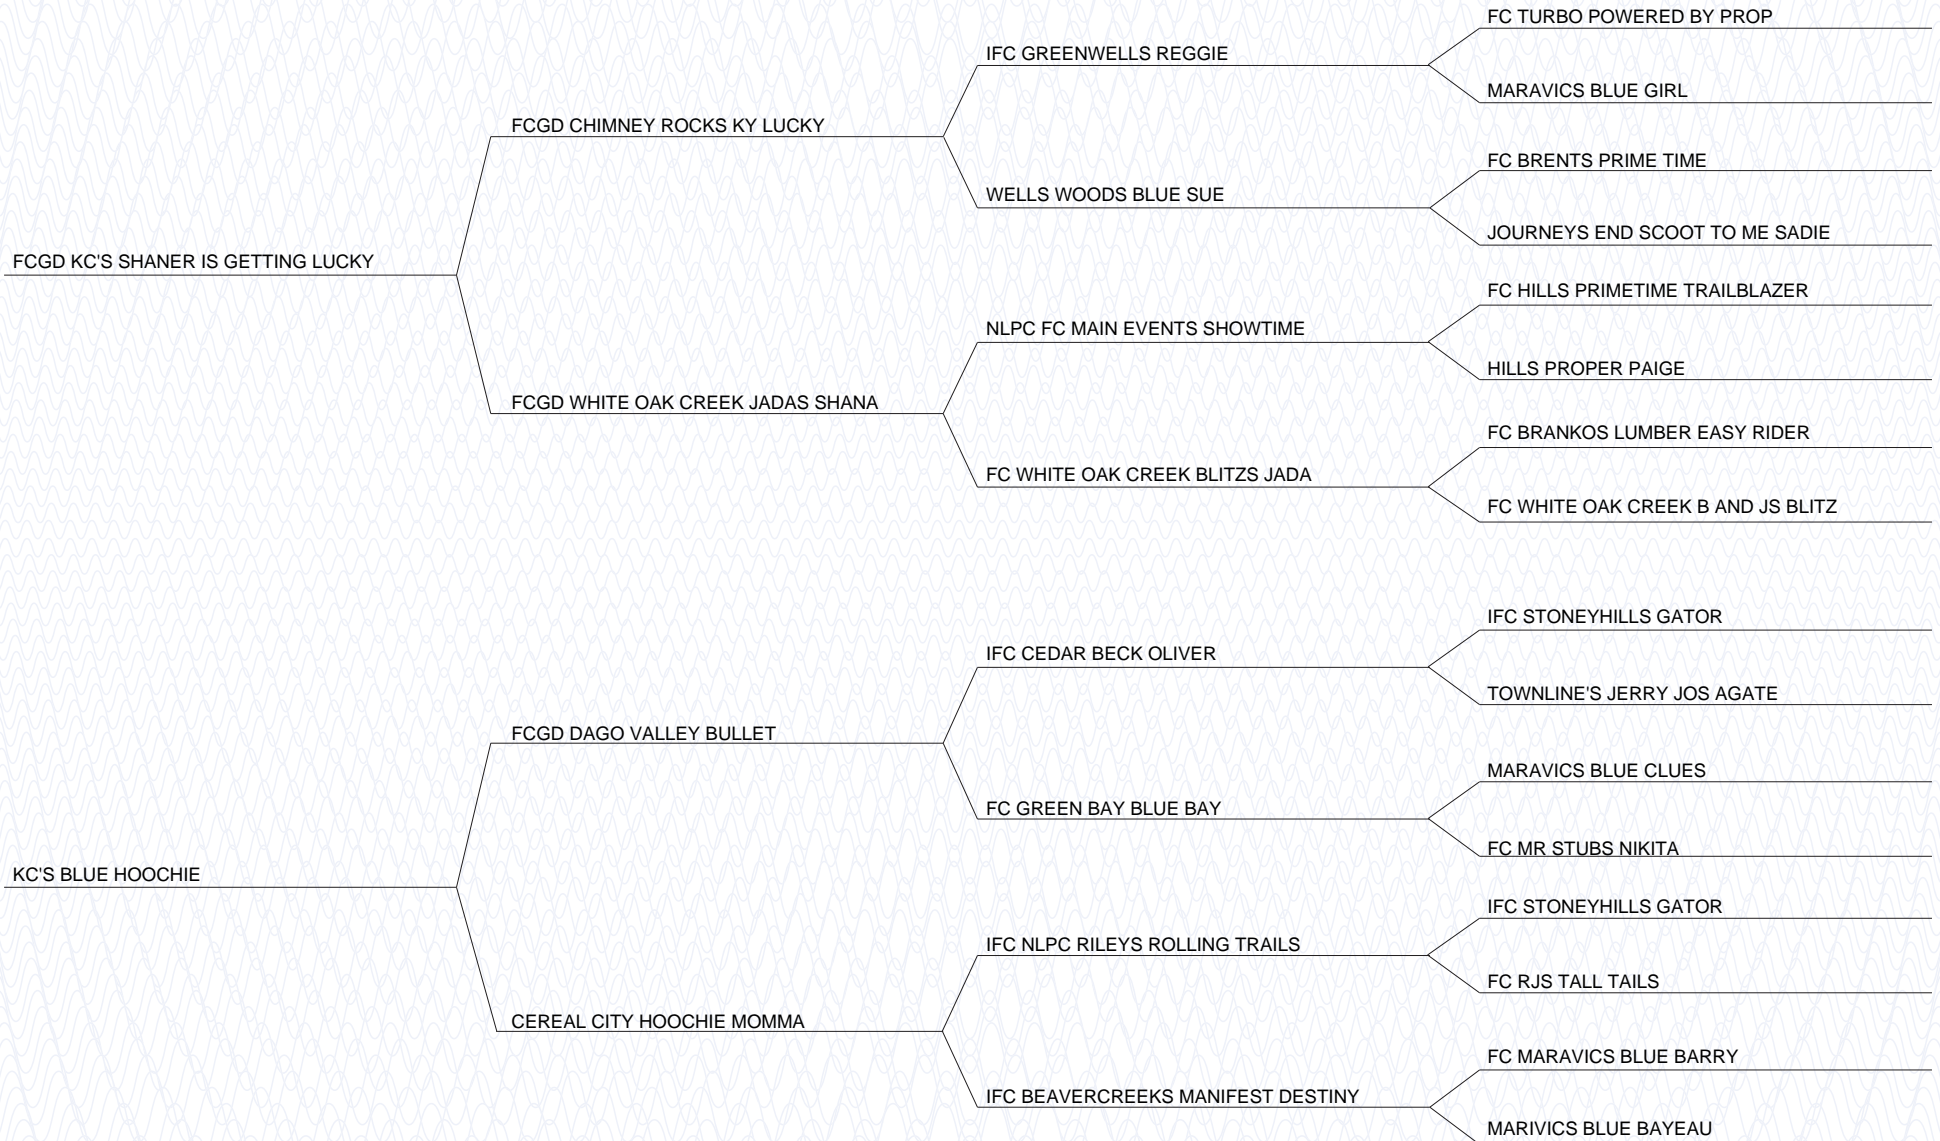 FC TURBO POWERED BY PROP
IFC GREENWELLS REGGIE
MARAVICS BLUE GIRL
FCGD CHIMNEY ROCKS KY LUCKY
FC BRENTS PRIME TIME
WELLS WOODS BLUE SUE
JOURNEYS END SCOOT TO ME SADIE
FCGD KC'S SHANER IS GETTING LUCKY
FC HILLS PRIMETIME TRAILBLAZER
NLPC FC MAIN EVENTS SHOWTIME
HILLS PROPER PAIGE
FCGD WHITE OAK CREEK JADAS SHANA
FC BRANKOS LUMBER EASY RIDER
FC WHITE OAK CREEK BLITZS JADA
FC WHITE OAK CREEK B AND JS BLITZ
IFC STONEYHILLS GATOR
IFC CEDAR BECK OLIVER
TOWNLINE'S JERRY JOS AGATE
FCGD DAGO VALLEY BULLET
MARAVICS BLUE CLUES
FC GREEN BAY BLUE BAY
FC MR STUBS NIKITA
KC'S BLUE HOOCHIE
IFC STONEYHILLS GATOR
IFC NLPC RILEYS ROLLING TRAILS
FC RJS TALL TAILS
CEREAL CITY HOOCHIE MOMMA
FC MARAVICS BLUE BARRY
IFC BEAVERCREEKS MANIFEST DESTINY
MARIVICS BLUE BAYEAU